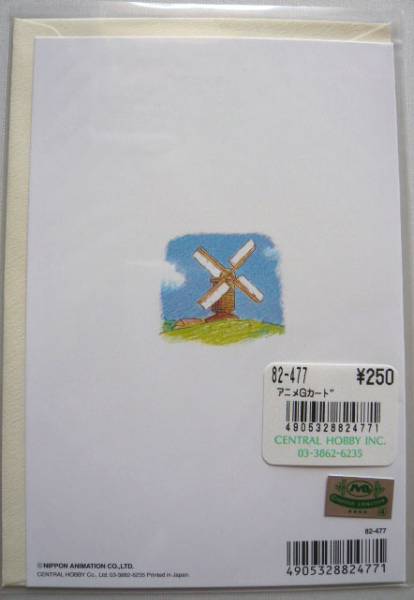 82-477 ¥250
アニメGカード
4905328824771
CENTRAL HOBBY INC.
03-3862-6235
82-477
©NIPPON ANIMATION CO.,LTD.
CENTRAL HOBBY Co., Ltd. 03-3862-6235 Printed in Japan.
4905328824771